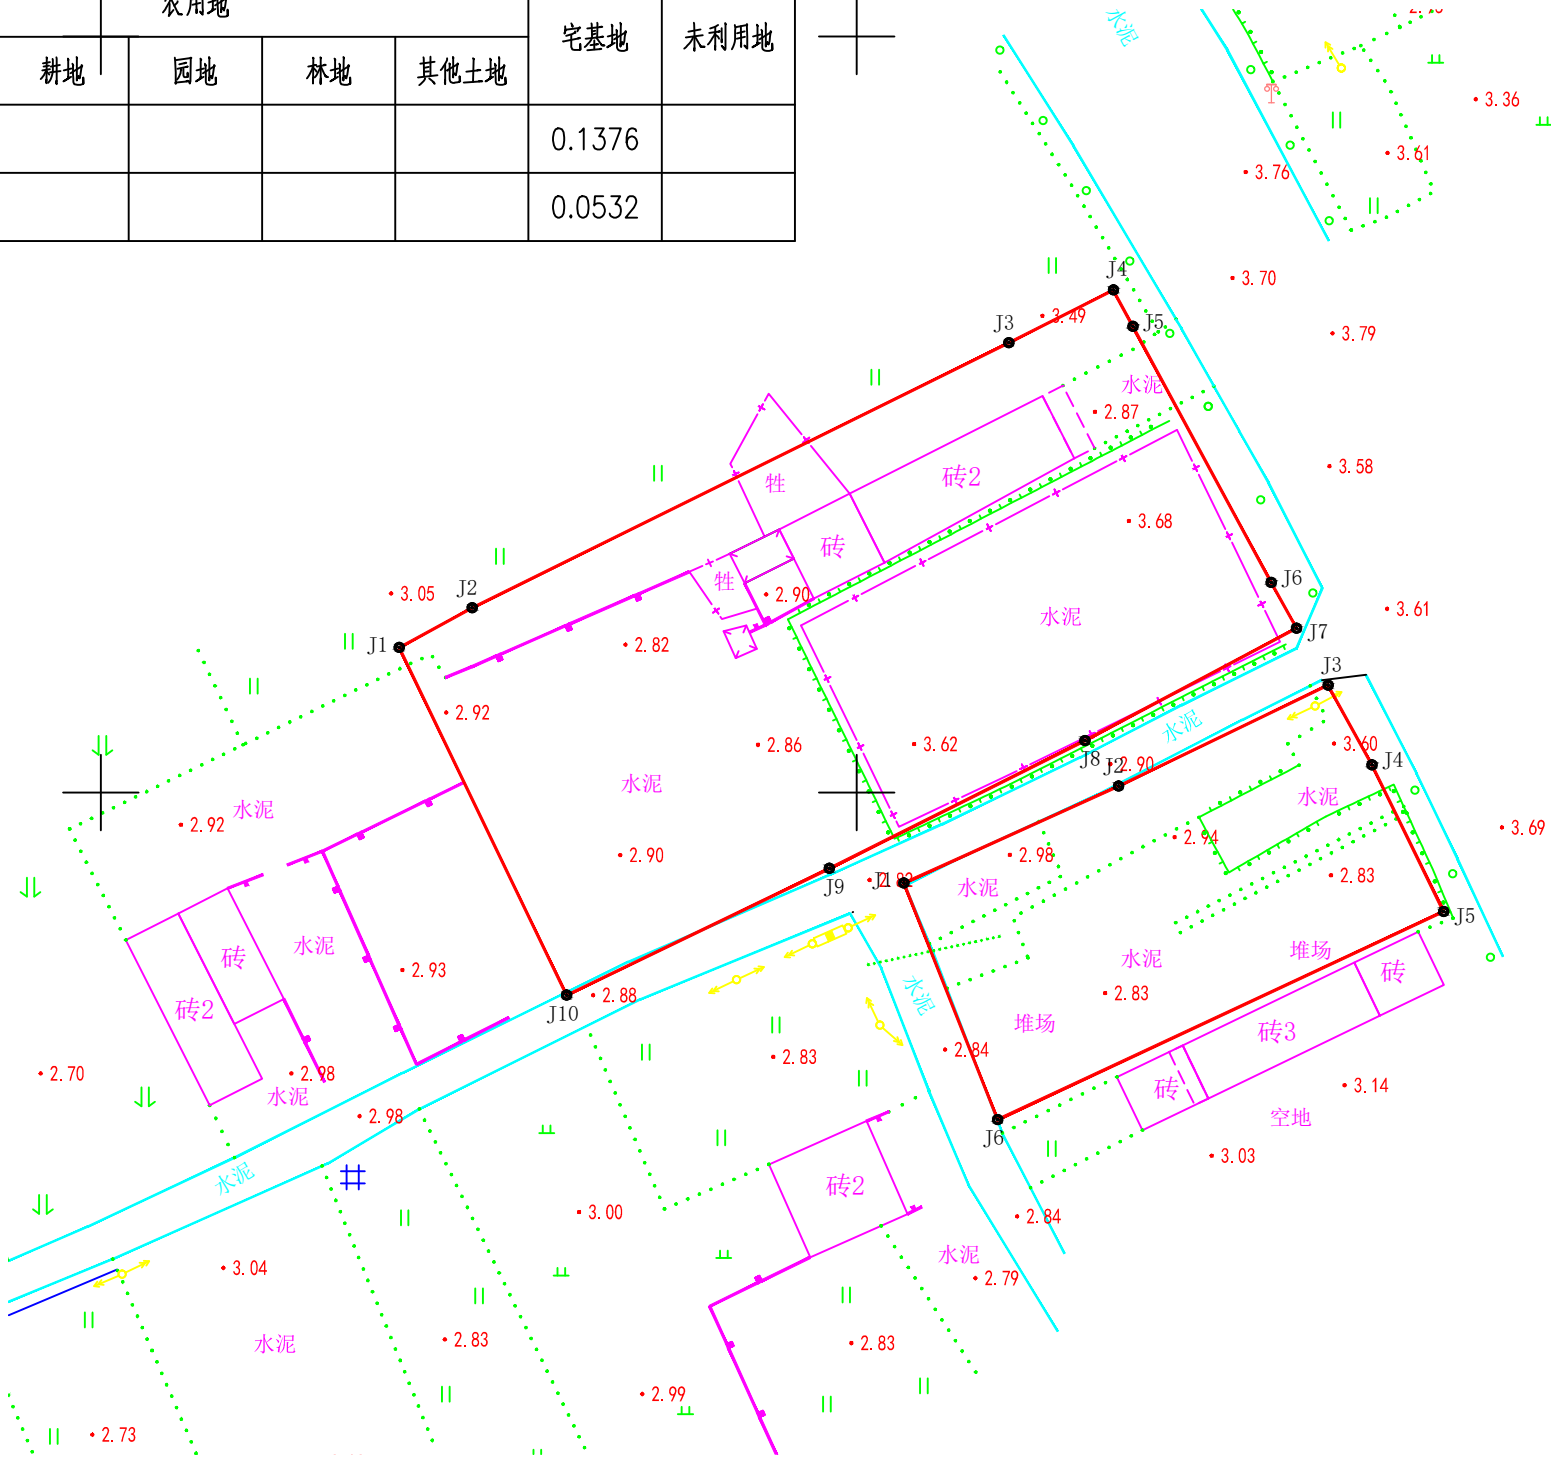 农用地
宅基地
未利用地
耕地
园地
林地
其他土地
0.1376
0.0532
水泥
3.36
3.61
3.76
3.70
J4
3.49
J3
J5
3.79
水泥
2.87
砖2
牲
3.58
3.68
砖
牲
2.90
3.05
J2
J6
3.61
水泥
J1
2.82
J7
J3
2.92
水泥
3.60
2.86
3.62
J8
2.90
J4
水泥
J2
水泥
水泥
2.92
2.94
3.69
2.90
2.98
J9
J1
水泥
2.83
J5
水泥
砖
堆场
水泥
2.93
砖
2.88
水泥
2.83
砖2
J10
堆场
砖3
2.84
2.83
2.70
2.98
水泥
砖
3.14
2.98
空地
J6
3.03
水泥
砖2
3.00
2.84
水泥
3.04
2.79
水泥
2.83
2.83
2.99
2.73